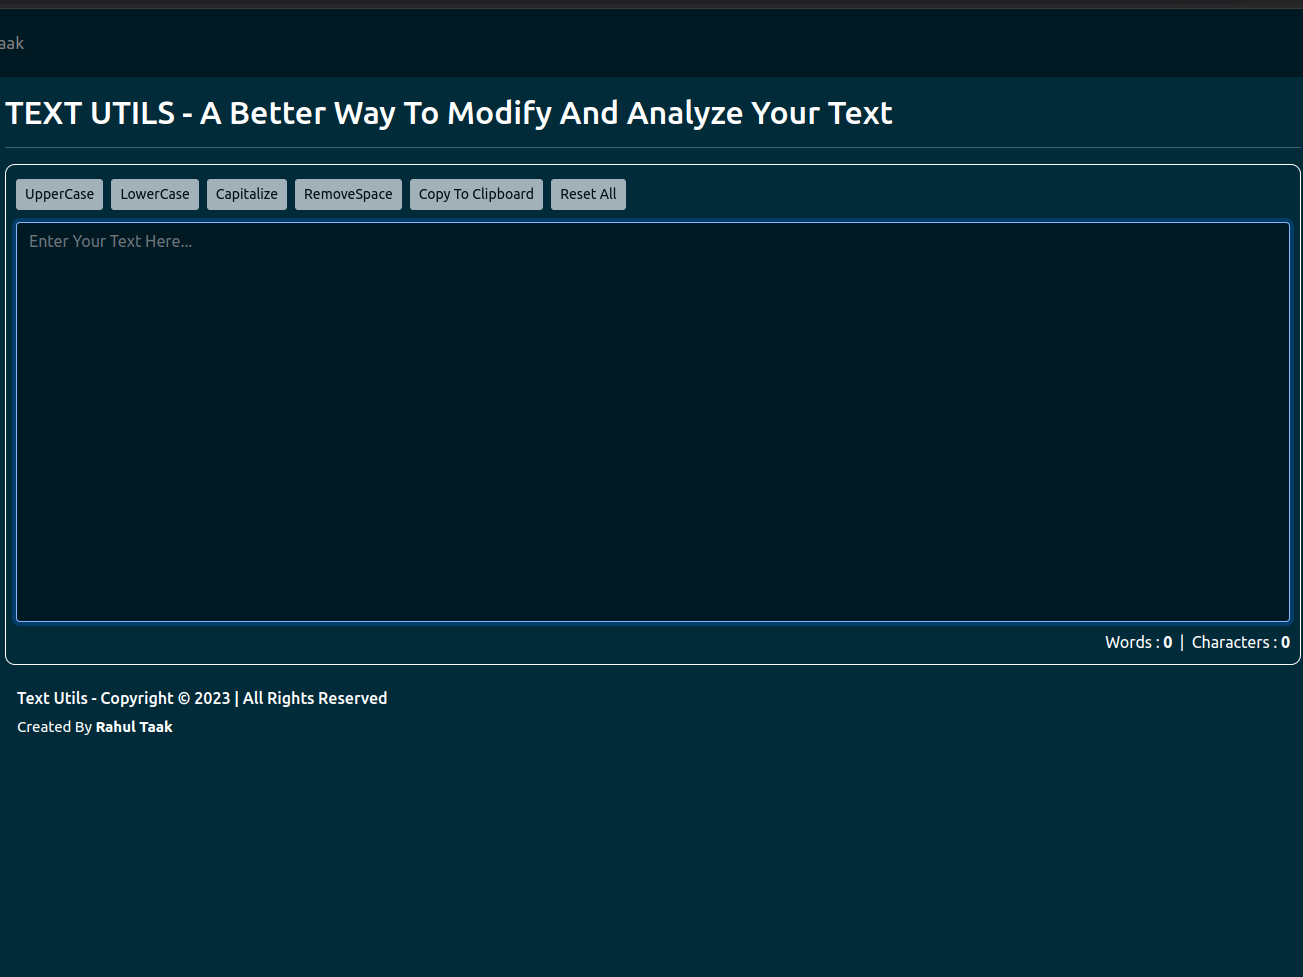 aak
TEXT UTILS - A Better Way To Modify And Analyze Your Text
UpperCase LowerCase Capitalize RemoveSpace Copy To Clipboard Reset All
Enter Your Text Here...
Words : 0 | Characters : 0
Text Utils - Copyright © 2023 | All Rights Reserved
Created By Rahul Taak